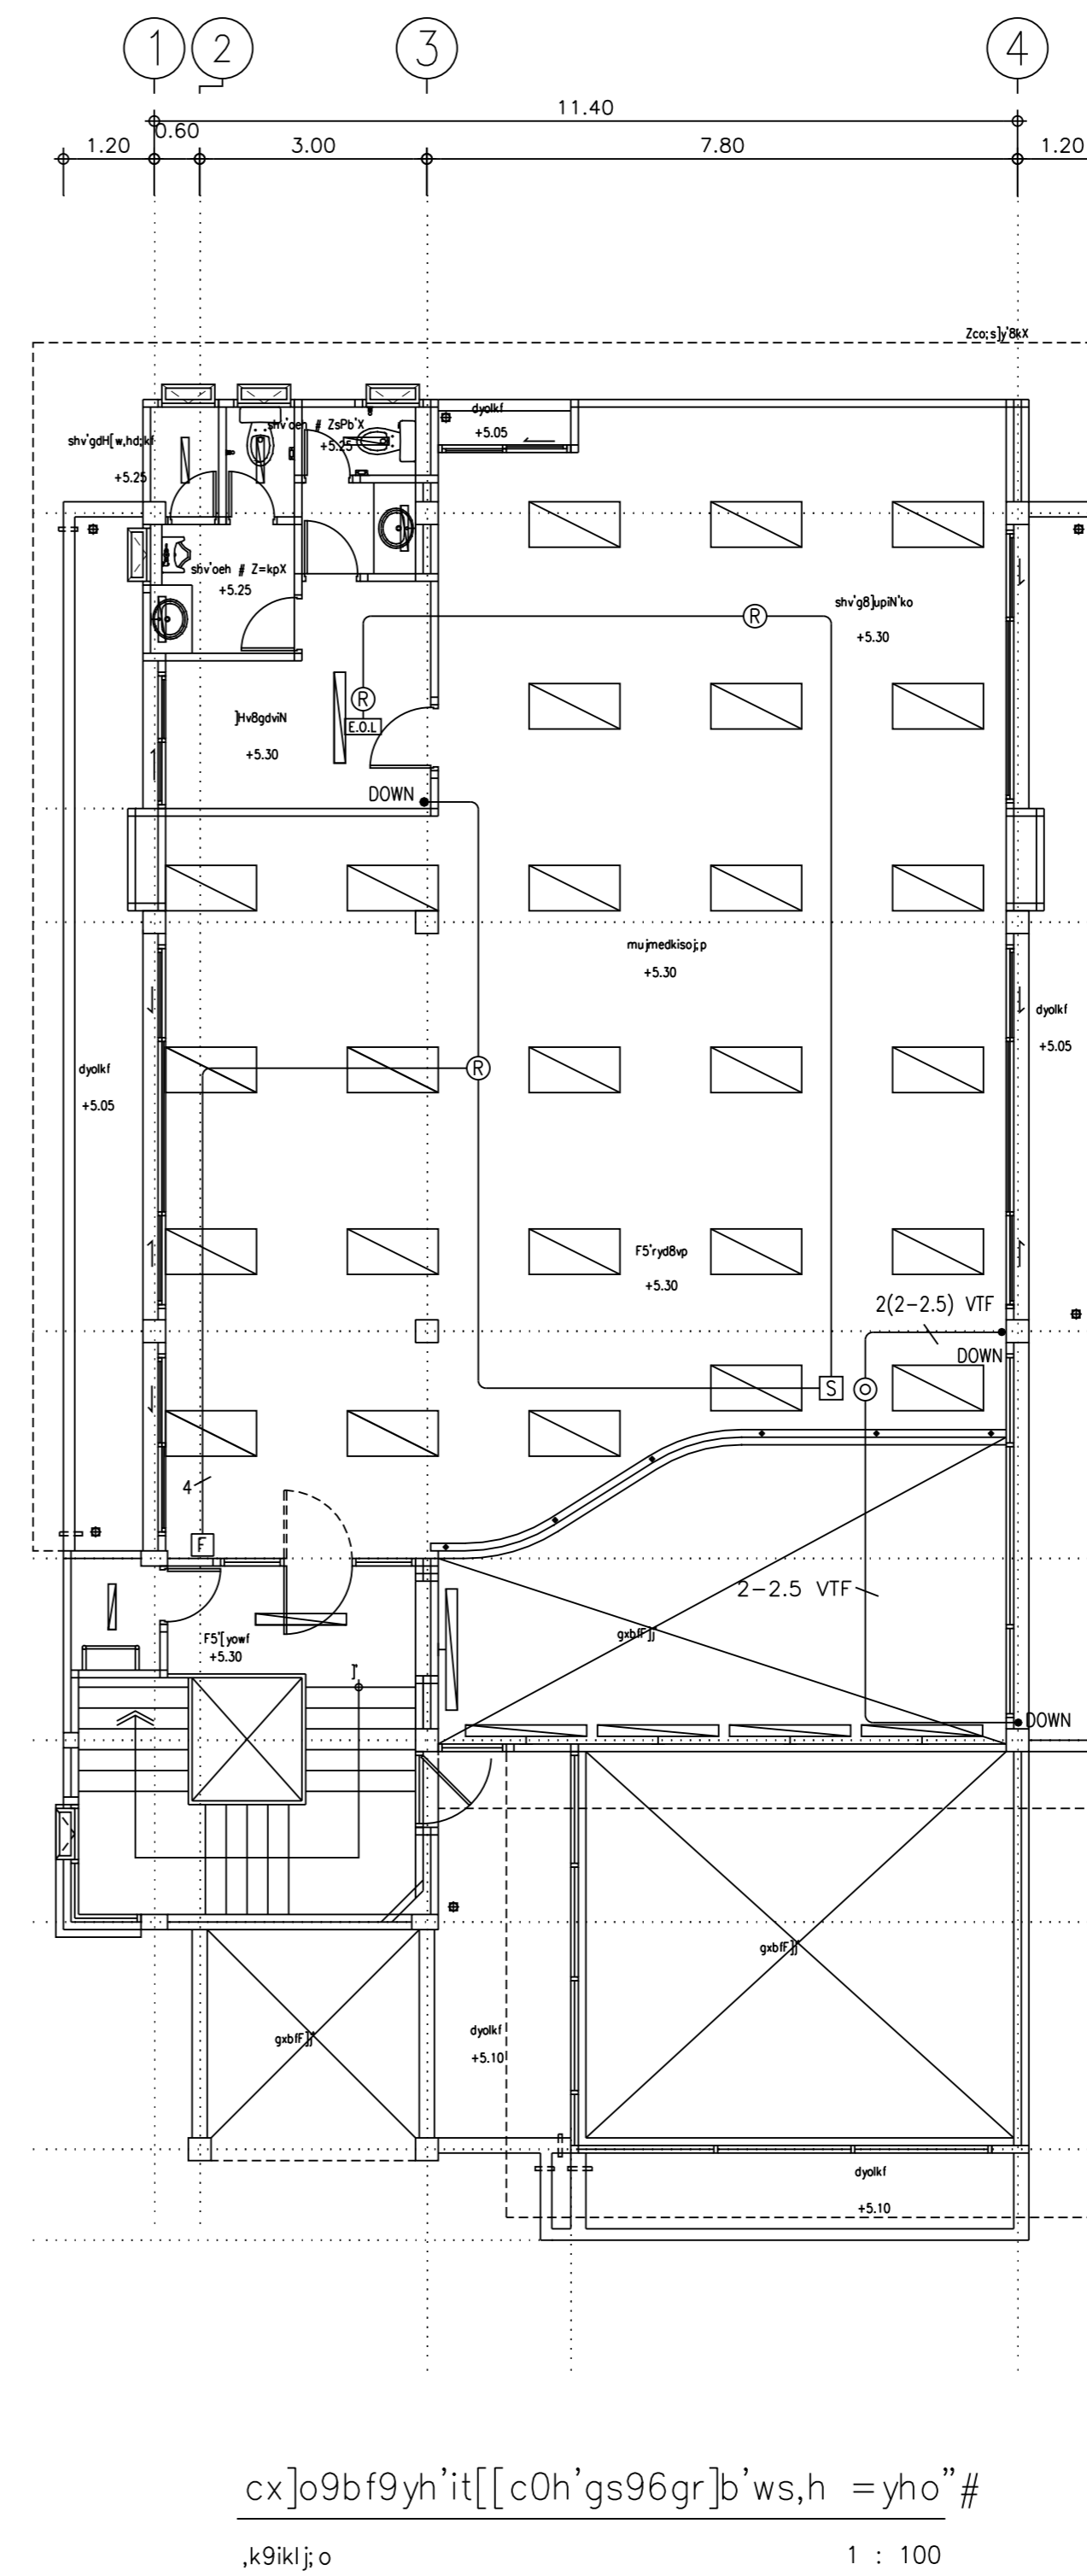 1 2 3 4
11.40
0.60
1.20 3.00 7.80 1.20
Zco;s]y'8kX
dyolkf
+5.05
shv'oeh # ZsPb'X
+5.25
shv'gdH[w,hd;kf
+5.25
shv'oeh # Z=kpX
+5.25
shv'g8]upiN'ko
+5.30
R
R
E.O.L
]Hv8gdviN
+5.30
DOWN
mujmedkisoj;p
+5.30
dyolkf
+5.05
dyolkf
+5.05
R
F5'ryd8vp
+5.30
2(2-2.5) VTF
DOWN
S
4
F
2-2.5 VTF
F5'[yowf
+5.30
gxbfF]j'
]'
DOWN
gxbfF]j'
gxbfF]j'
dyolkf
+5.10
dyolkf
+5.10
cx]o9bf9yh'it[[c0h'gs96gr]b'ws,h =yho"#
,k9iklj;o 1 : 100